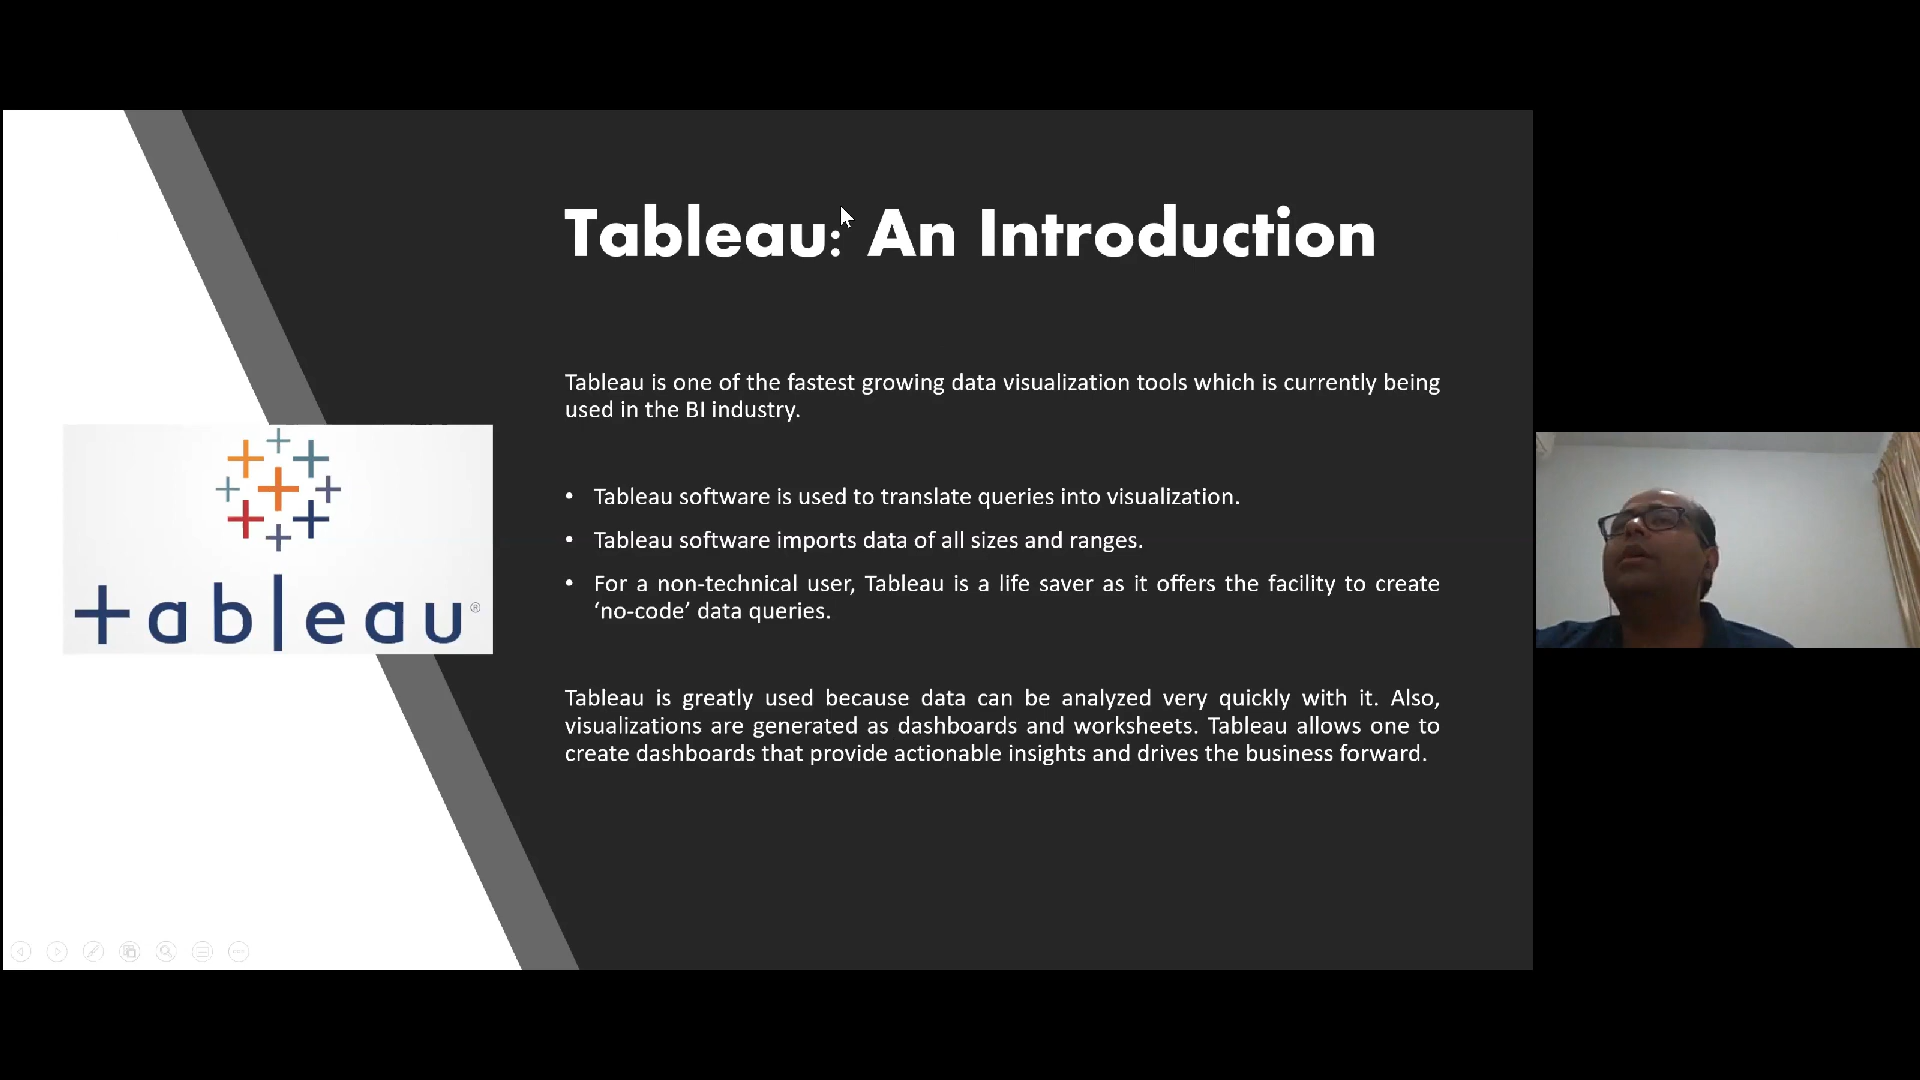 Tableau: An Introduction
Tableau is one of the fastest growing data visualization tools which is currently being
used in the BI industry.
• Tableau software is used to translate queries into visualization.
• Tableau software imports data of all sizes and ranges.
• For a non-technical user, Tableau is a life saver as it offers the facility to create
‘no-code’ data queries.
+ableau®
Tableau is greatly used because data can be analyzed very quickly with it. Also,
visualizations are generated as dashboards and worksheets. Tableau allows one to
create dashboards that provide actionable insights and drives the business forward.